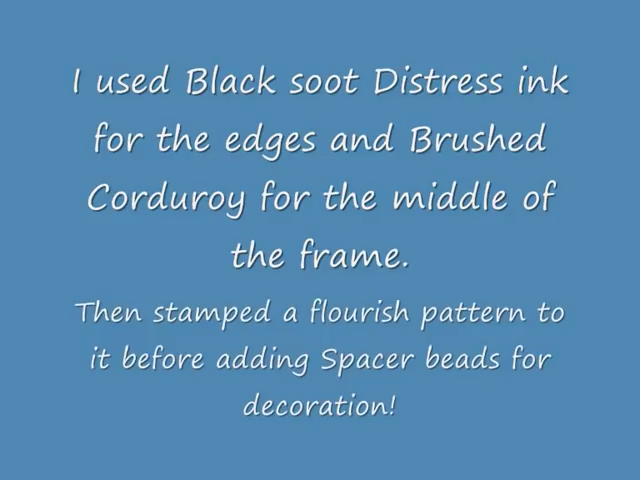 I used Black soot Distress ink
for the edges and Brushed
Corduroy for the middle of
the frame.
Then stamped a flourish pattern to
it before adding Spacer beads for
decoration!